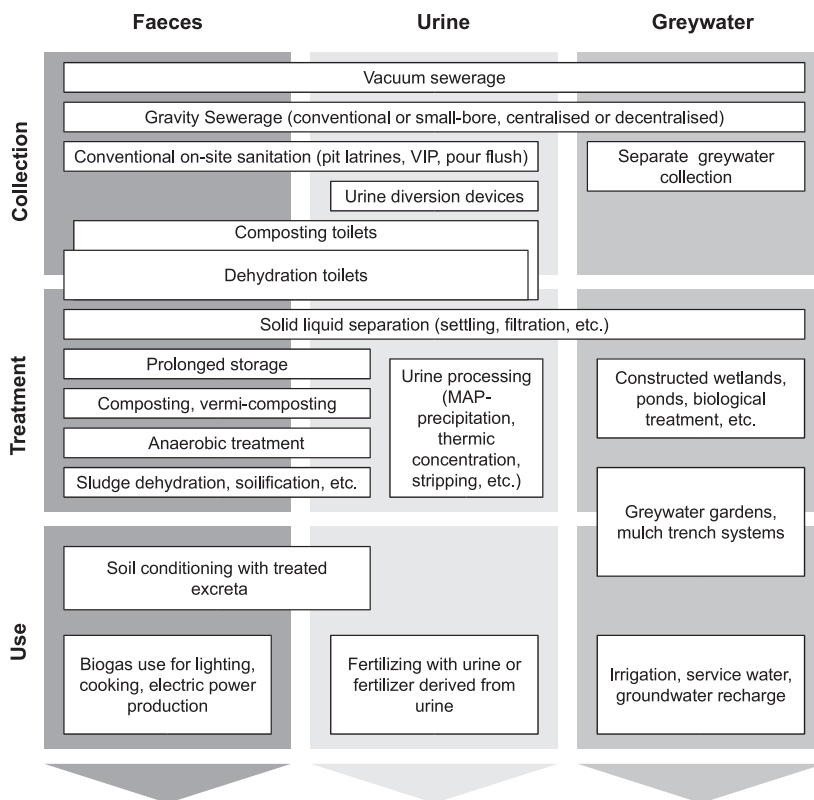 Faeces
Urine
Greywater
Collection
Vacuum sewerage
Gravity Sewerage (conventional or small-bore, centralised or decentralised)
Conventional on-site sanitation (pit latrines, VIP, pour flush)
Separate greywater
collection
Urine diversion devices
Composting toilets
Dehydration toilets
Treatment
Solid liquid separation (settling, filtration, etc.)
Prolonged storage
Composting, vermi-composting
Anaerobic treatment
Sludge dehydration, soilification, etc.
Urine processing
(MAP-
precipitation,
thermic
concentration,
stripping, etc.)
Constructed wetlands,
ponds, biological
treatment, etc.
Greywater gardens,
mulch trench systems
Use
Soil conditioning with treated
excreta
Biogas use for lighting,
cooking, electric power
production
Fertilizing with urine or
fertilizer derived from
urine
Irrigation, service water,
groundwater recharge